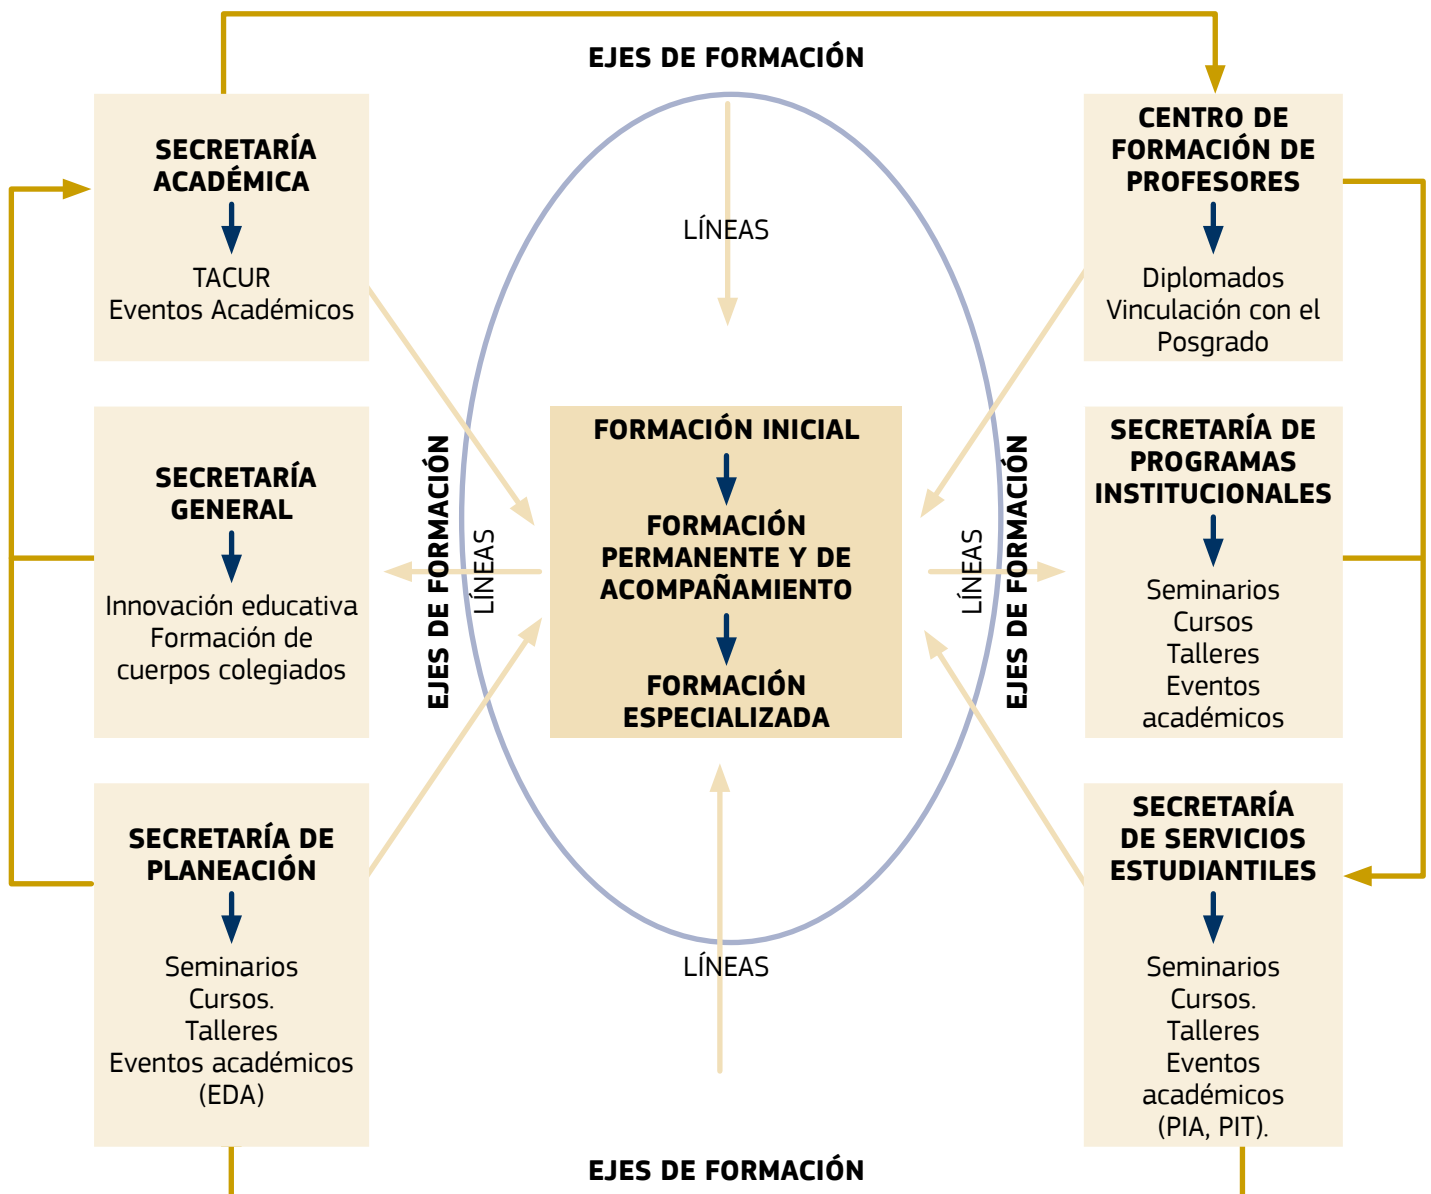 EJES DE FORMACIÓN
SECRETARÍA
ACADÉMICA
TACUR
Eventos Académicos
CENTRO DE
FORMACIÓN DE
PROFESORES
Diplomados
Vinculación con el
Posgrado
LÍNEAS
SECRETARÍA
GENERAL
Innovación educativa
Formación de
cuerpos colegiados
EJES DE FORMACIÓN
LÍNEAS
FORMACIÓN INICIAL
FORMACIÓN
PERMANENTE Y DE
ACOMPAÑAMIENTO
FORMACIÓN
ESPECIALIZADA
LÍNEAS
EJES DE FORMACIÓN
SECRETARÍA DE
PROGRAMAS
INSTITUCIONALES
Seminarios
Cursos
Talleres
Eventos
académicos
SECRETARÍA DE
PLANEACIÓN
Seminarios
Cursos.
Talleres
Eventos académicos
(EDA)
LÍNEAS
SECRETARÍA
DE SERVICIOS
ESTUDIANTILES
Seminarios
Cursos.
Talleres
Eventos
académicos
(PIA, PIT).
EJES DE FORMACIÓN